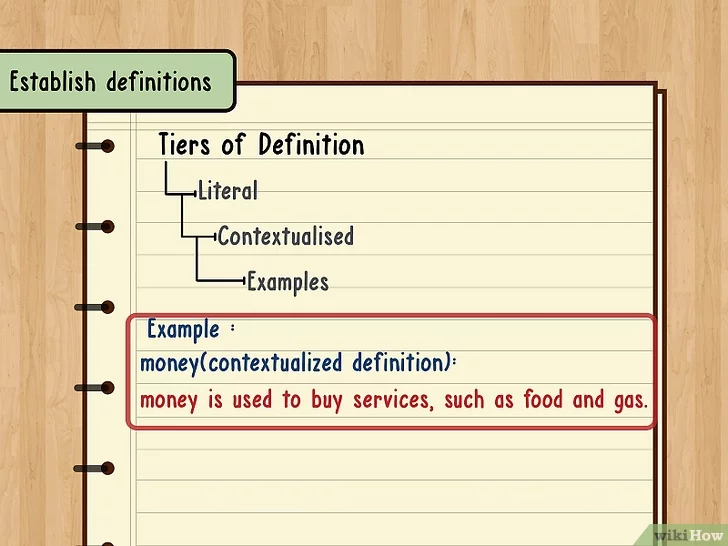 Establish definitions
Tiers of Definition
Literal
Contextualised
Examples
Example :
money(contextualized definition):
money is used to buy services, such as food and gas.
wikiHow